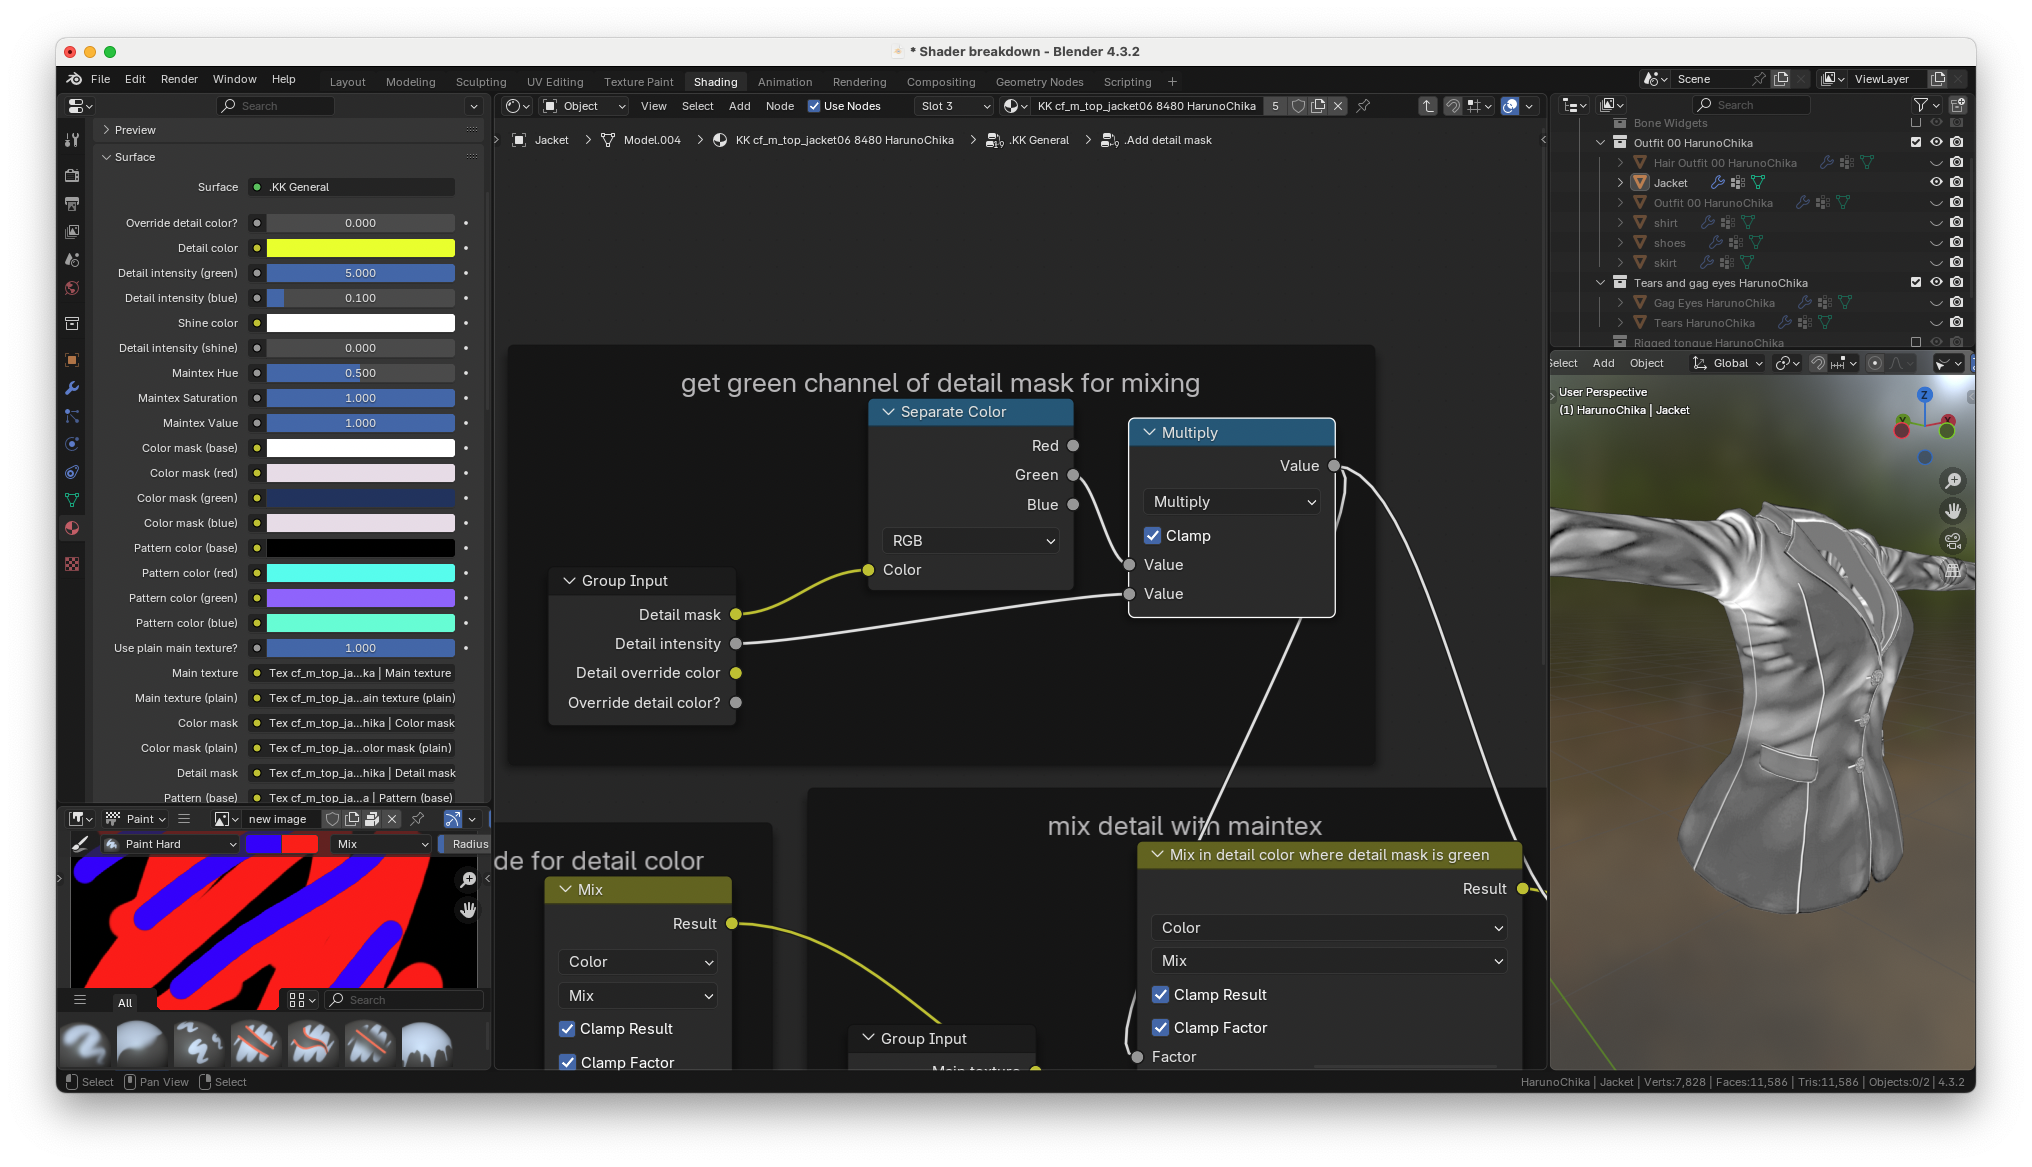 * Shader breakdown - Blender 4.3.2
File Edit Render Window Help
Layout Modeling Sculpting UV Editing Texture Paint Shading Animation Rendering Compositing Geometry Nodes Scripting +
Scene
ViewLayer
Search
Preview
Surface
Surface .KK General
Override detail color? 0.000
Detail color
Detail intensity (green) 5.000
Detail intensity (blue) 0.100
Shine color
Detail intensity (shine) 0.000
Maintex Hue 0.500
Maintex Saturation 1.000
Maintex Value 1.000
Color mask (base)
Color mask (red)
Color mask (green)
Color mask (blue)
Pattern color (base)
Pattern color (red)
Pattern color (green)
Pattern color (blue)
Use plain main texture? 1.000
Main texture Tex cf_m_top_ja...ka | Main texture
Main texture (plain) Tex cf_m_top_ja...ain texture (plain)
Color mask Tex cf_m_top_ja...hika | Color mask
Color mask (plain) Tex cf_m_top_ja...olor mask (plain)
Detail mask Tex cf_m_top_ja...hika | Detail mask
Pattern (base) Tex cf_m_top_ja...a | Pattern (base)
Paint new image
Paint Hard Mix Radius
All Search
Object View Select Add Node Use Nodes Slot 3 KK cf_m_top_jacket06 8480 HarunoChika 5
Jacket > Model.004 > KK cf_m_top_jacket06 8480 HarunoChika > .KK General > .Add detail mask
get green channel of detail mask for mixing
Separate Color
Red
Green
Blue
RGB
Color
Multiply
Value
Multiply
Clamp
Value
Value
Group Input
Detail mask
Detail intensity
Detail override color
Override detail color?
de for detail color
Mix
Result
Color
Mix
Clamp Result
Clamp Factor
mix detail with maintex
Mix in detail color where detail mask is green
Result
Color
Mix
Clamp Result
Clamp Factor
Factor
Group Input
Main texture
Search
Bone Widgets
Outfit 00 HarunoChika
Hair Outfit 00 HarunoChika
Jacket
Outfit 00 HarunoChika
shirt
shoes
skirt
Tears and gag eyes HarunoChika
Gag Eyes HarunoChika
Tears HarunoChika
Rigged tongue HarunoChika
Select Add Object Global
User Perspective
(1) HarunoChika | Jacket
Z
Y
X
Select Pan View Select
HarunoChika | Jacket | Verts:7,828 | Faces:11,586 | Tris:11,586 | Objects:0/2 | 4.3.2